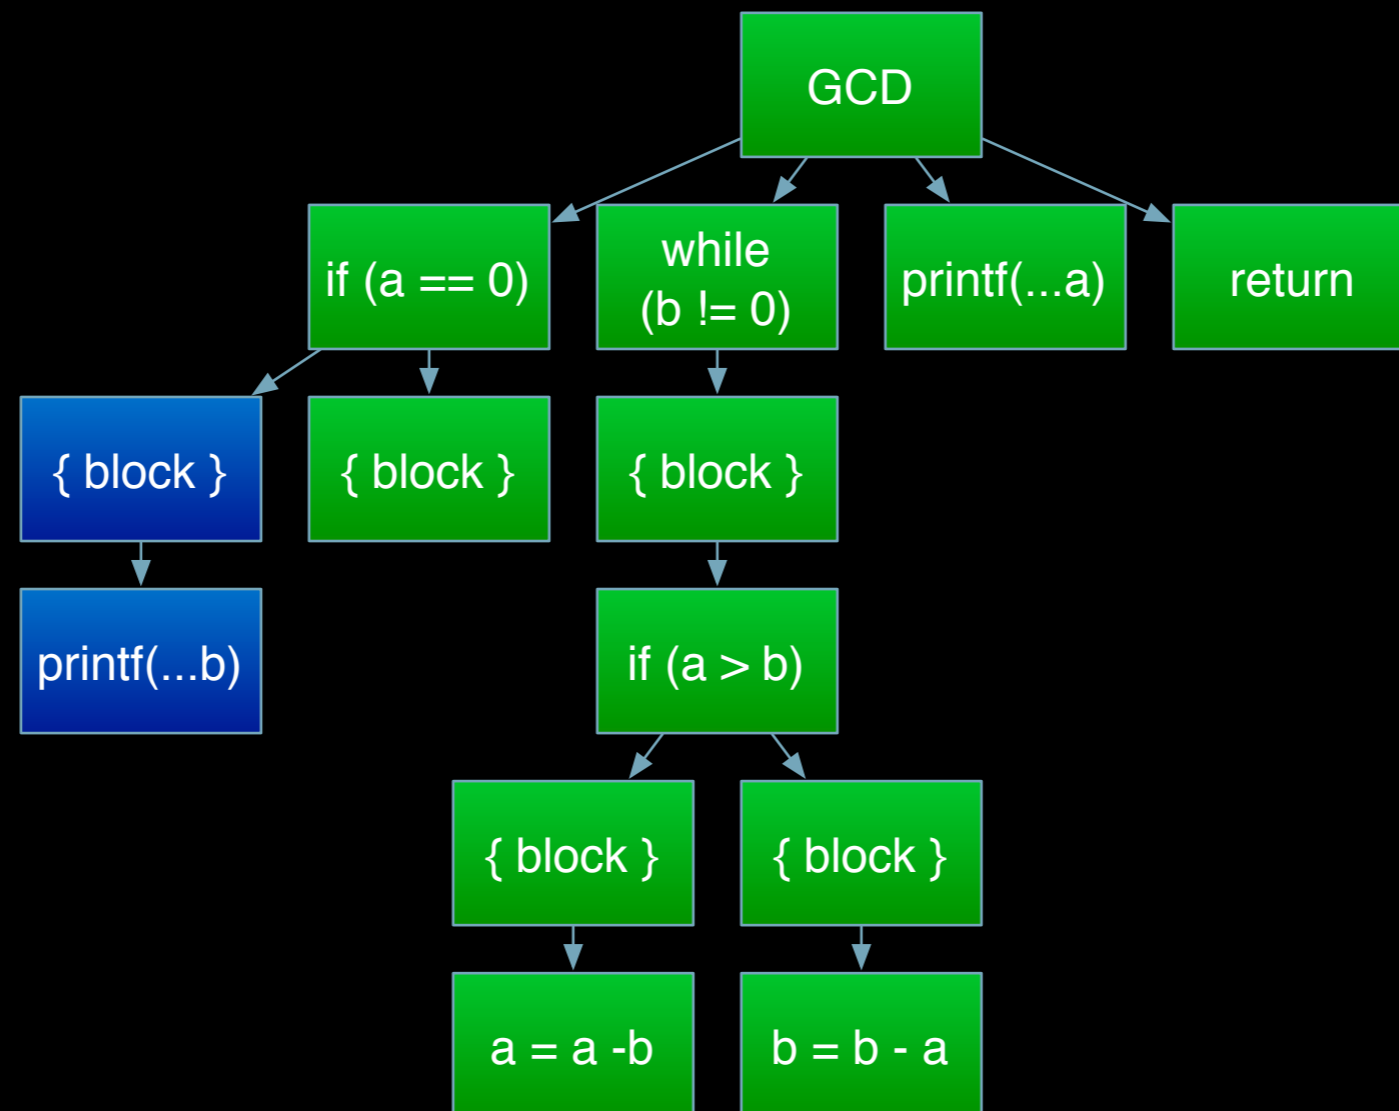 GCD
if (a == 0)
while
(b != 0)
printf(...a)
return
{ block }
{ block }
{ block }
printf(...b)
if (a > b)
{ block }
{ block }
a = a -b
b = b - a